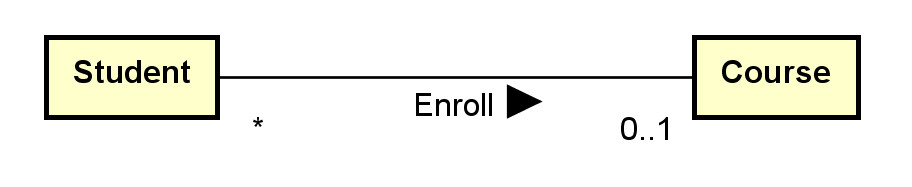 Student
Course
Enroll ▶
*
0..1